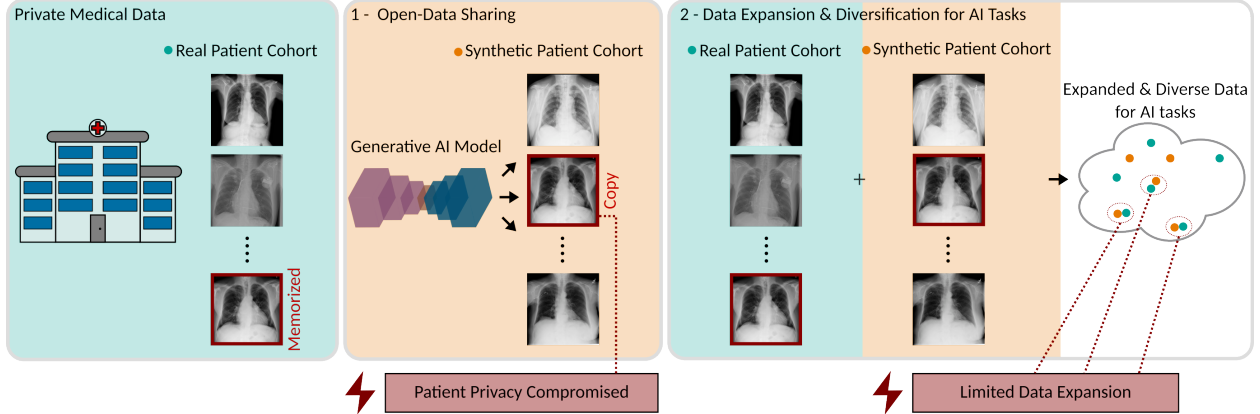 Private Medical Data
Real Patient Cohort
Memorized
1 - Open-Data Sharing
Synthetic Patient Cohort
Generative AI Model
Copy
Patient Privacy Compromised
2 - Data Expansion & Diversification for AI Tasks
Real Patient Cohort
Synthetic Patient Cohort
+
Expanded & Diverse Data
for AI tasks
Limited Data Expansion